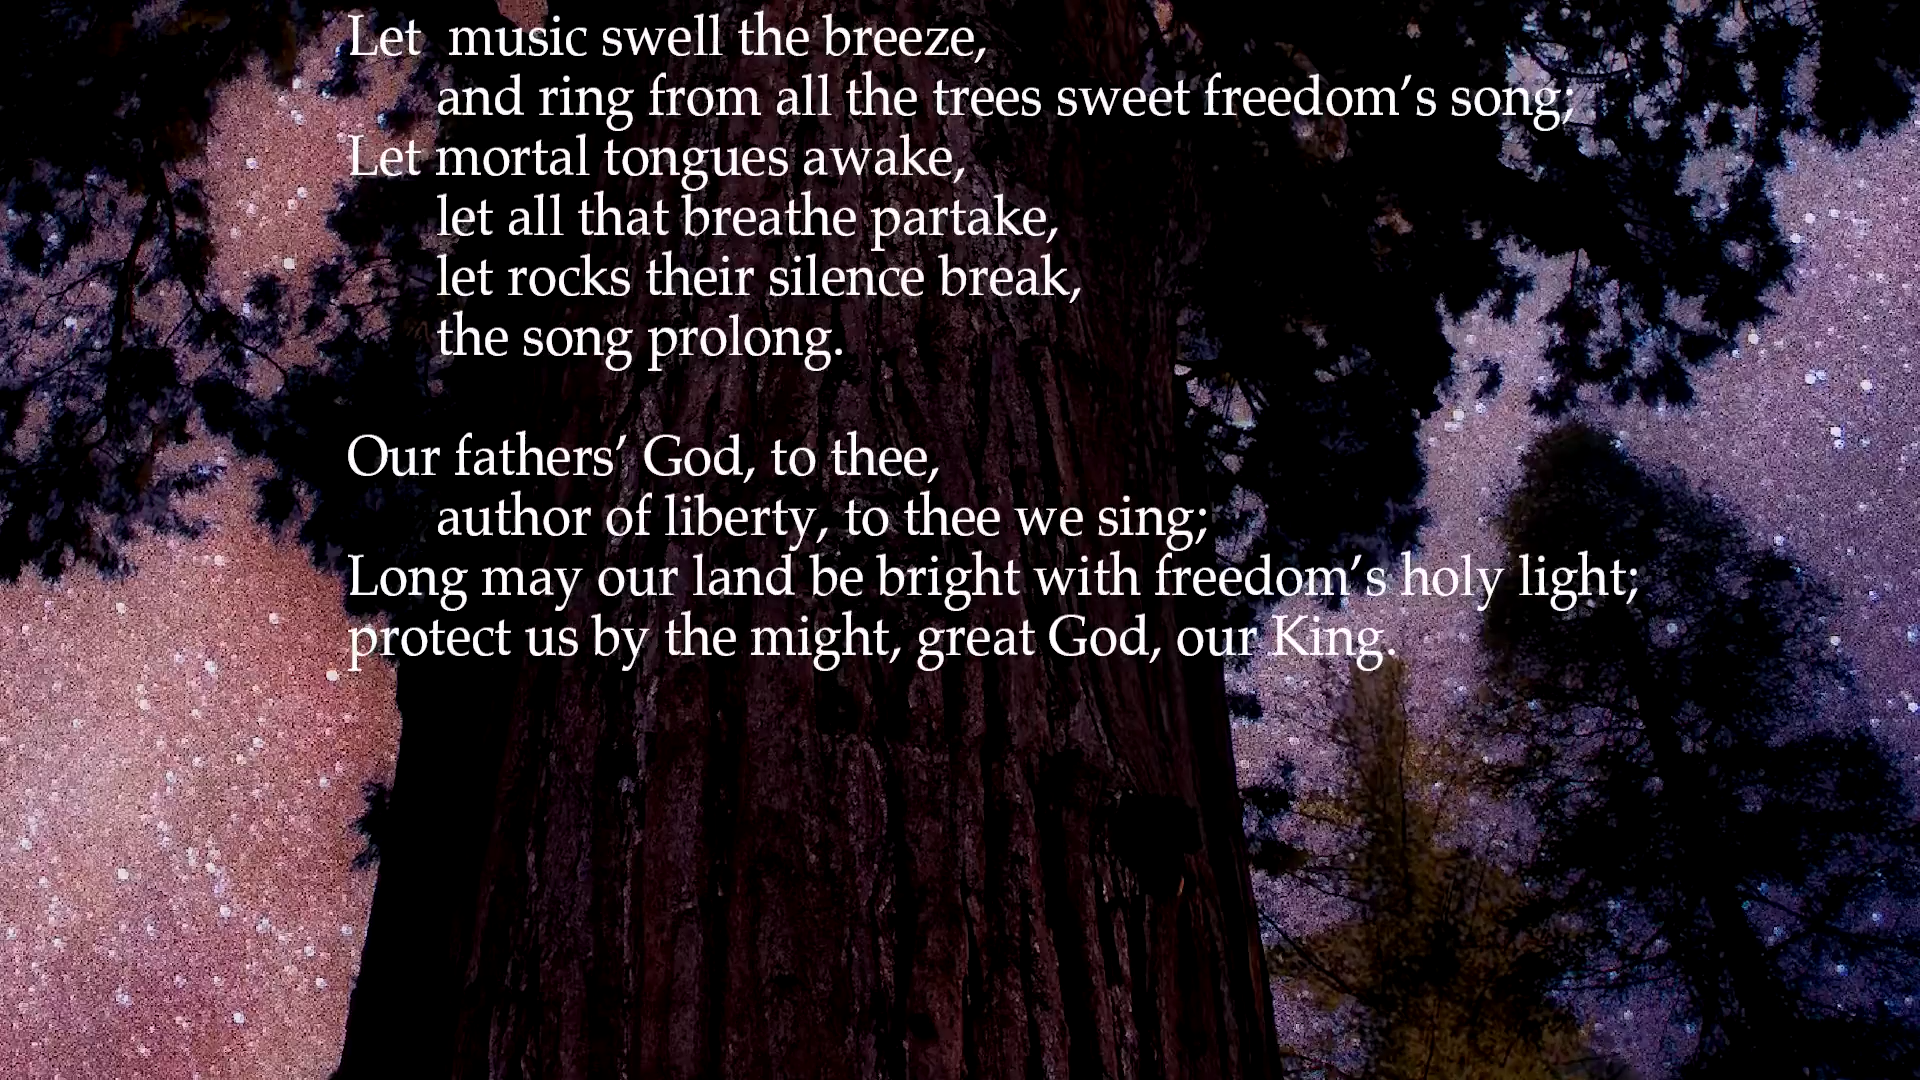 Let  music swell the breeze,
and ring from all the trees sweet freedom’s song;
Let mortal tongues awake,
let all that breathe partake,
let rocks their silence break,
the song prolong.

Our fathers’ God, to thee,
author of liberty, to thee we sing;
Long may our land be bright with freedom’s holy light;
protect us by the might, great God, our King.